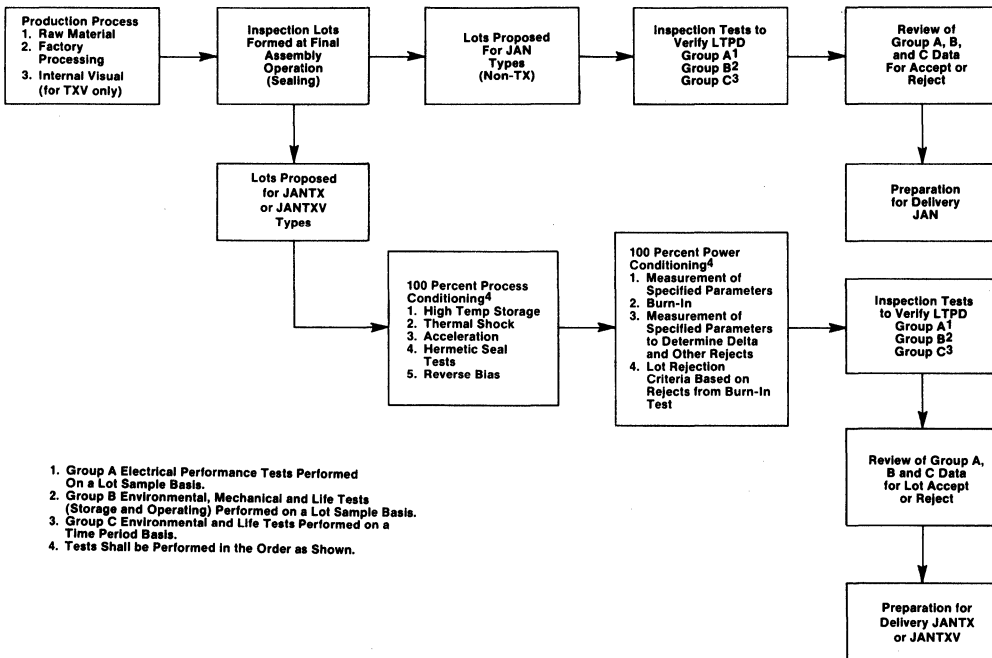 Production Process
1. Raw Material
2. Factory
Processing
3. Internal Visual
(for TXV only)
Inspection Lots
Formed at Final
Assembly
Operation
(Sealing)
Lots Proposed
For JAN
Types
(Non-TX)
Inspection Tests to
Verify LTPD
Group A1
Group B2
Group C3
Review of
Group A, B,
and C Data
For Accept or
Reject
Lots Proposed
for JANTX
or JANTXV
Types
Preparation
for Delivery
JAN
100 Percent Process
Conditioning4
1. High Temp Storage
2. Thermal Shock
3. Acceleration
4. Hermetic Seal
Tests
5. Reverse Bias
100 Percent Power
Conditioning4
1. Measurement of
Specified Parameters
2. Burn-In
3. Measurement of
Specified Parameters
to Determine Delta
and Other Rejects
4. Lot Rejection
Criteria Based on
Rejects from Burn-In
Test
Inspection Tests
to Verify LTPD
Group A1
Group B2
Group C3
Review of Group A,
B and C Data
for Lot Accept
or Reject
1. Group A Electrical Performance Tests Performed
On a Lot Sample Basis.
2. Group B Environmental, Mechanical and Life Tests
(Storage and Operating) Performed on a Lot Sample Basis.
3. Group C Environmental and Life Tests Performed on a
Time Period Basis.
4. Tests Shall be Performed in the Order as Shown.
Preparation for
Delivery JANTX
or JANTXV